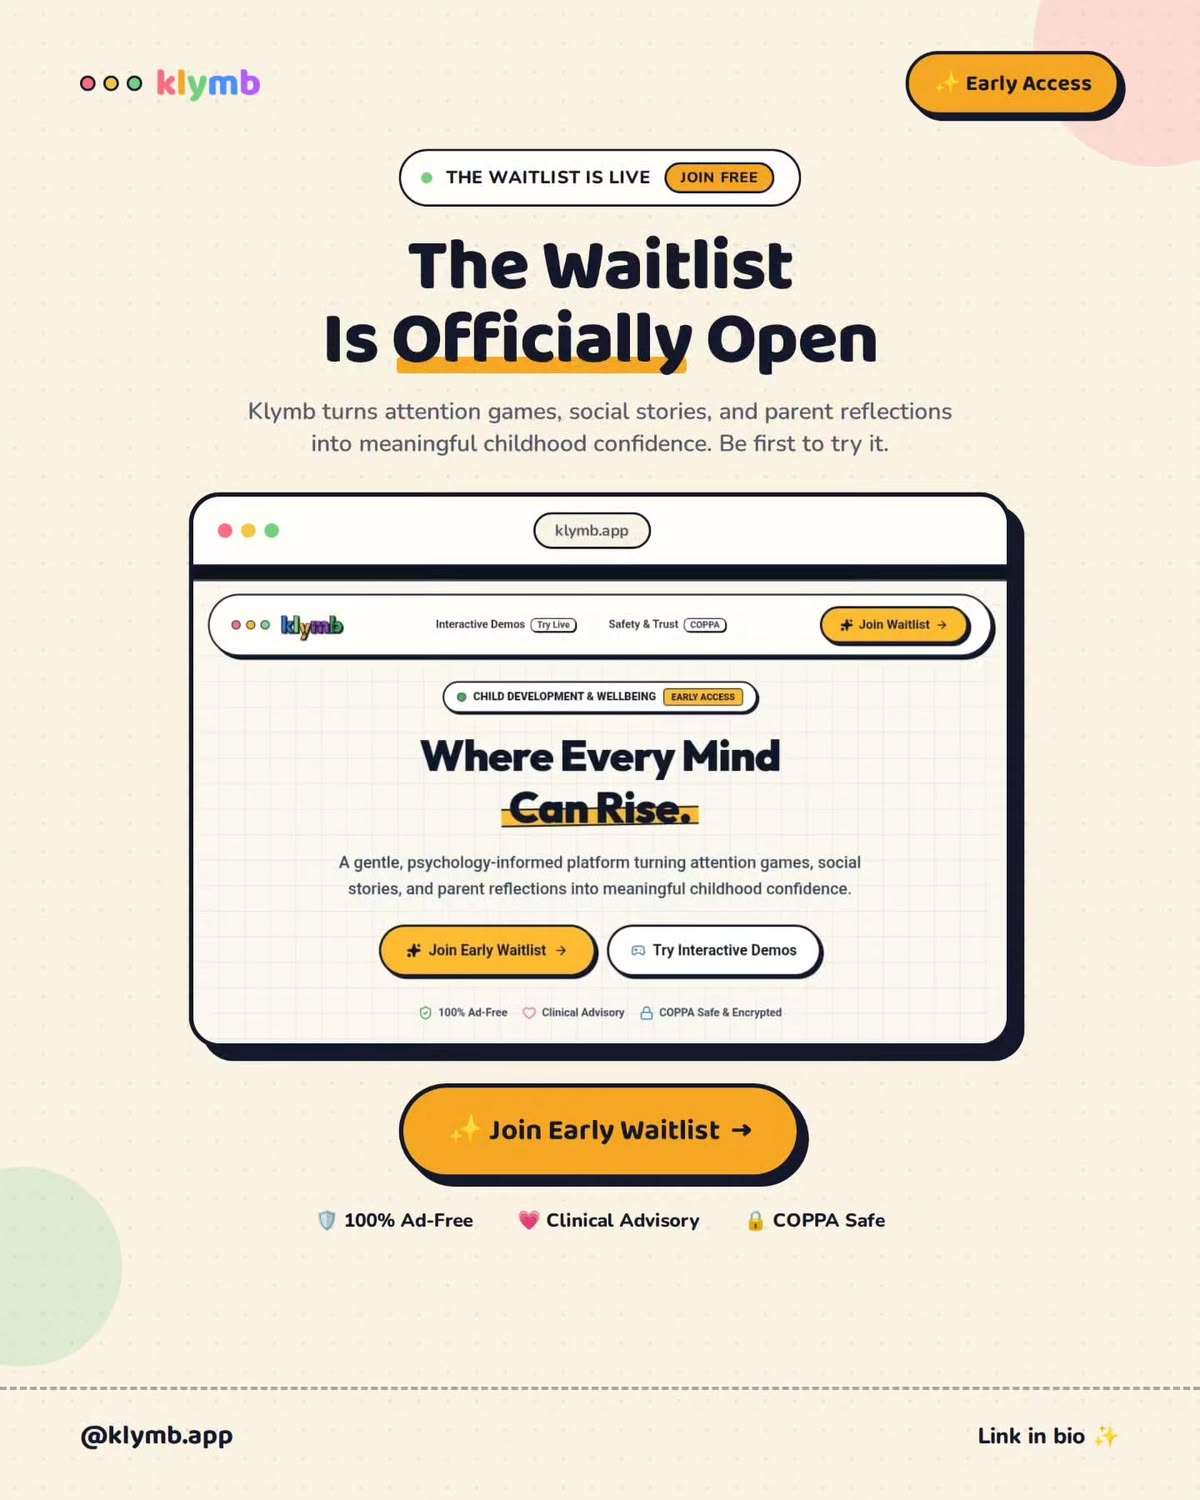 klymb
✨ Early Access
THE WAITLIST IS LIVE JOIN FREE
The Waitlist
Is Officially Open
Klymb turns attention games, social stories, and parent reflections
into meaningful childhood confidence. Be first to try it.
klymb.app
klymb Interactive Demos Try Live Safety & Trust COPPA Join Waitlist →
CHILD DEVELOPMENT & WELLBEING EARLY ACCESS
Where Every Mind
Can Rise.
A gentle, psychology-informed platform turning attention games, social
stories, and parent reflections into meaningful childhood confidence.
Join Early Waitlist → Try Interactive Demos
100% Ad-Free Clinical Advisory COPPA Safe & Encrypted
✨ Join Early Waitlist →
🛡️ 100% Ad-Free 💗 Clinical Advisory 🔒 COPPA Safe
@klymb.app
Link in bio ✨